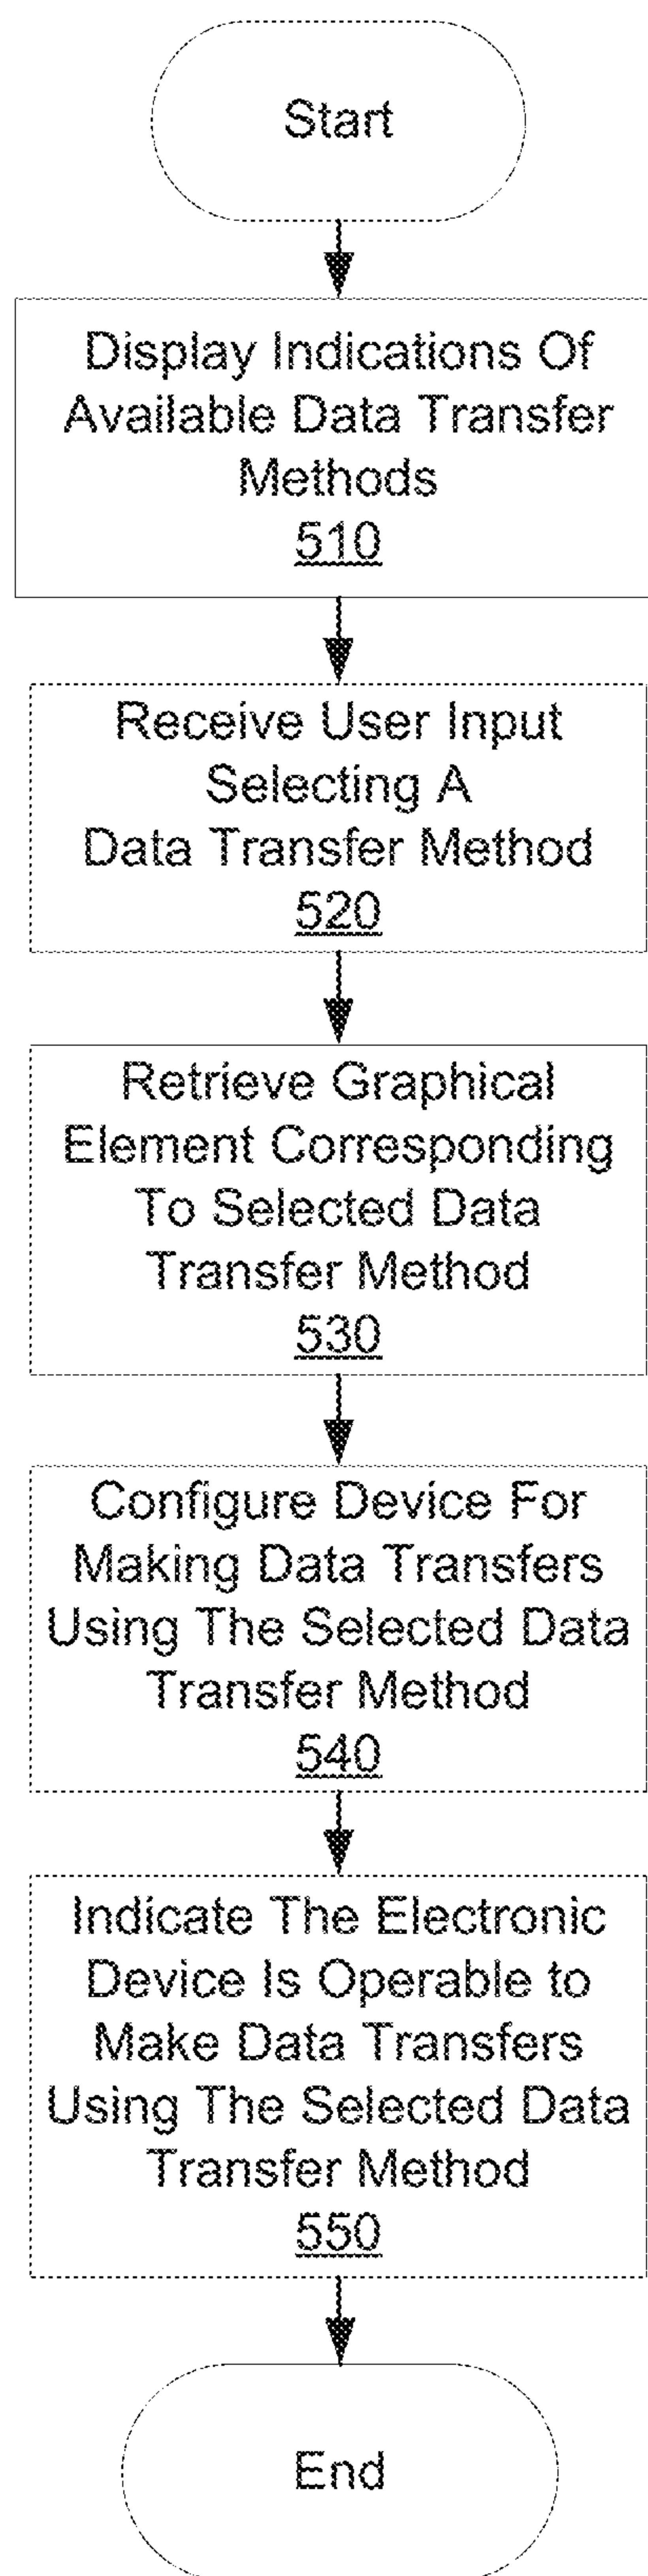 Start
Display Indications Of
Available Data Transfer
Methods
510
Receive User Input
Selecting A
Data Transfer Method
520
Retrieve Graphical
Element Corresponding
To Selected Data
Transfer Method
530
Configure Device For
Making Data Transfers
Using The Selected Data
Transfer Method
540
Indicate The Electronic
Device Is Operable to
Make Data Transfers
Using The Selected Data
Transfer Method
550
End